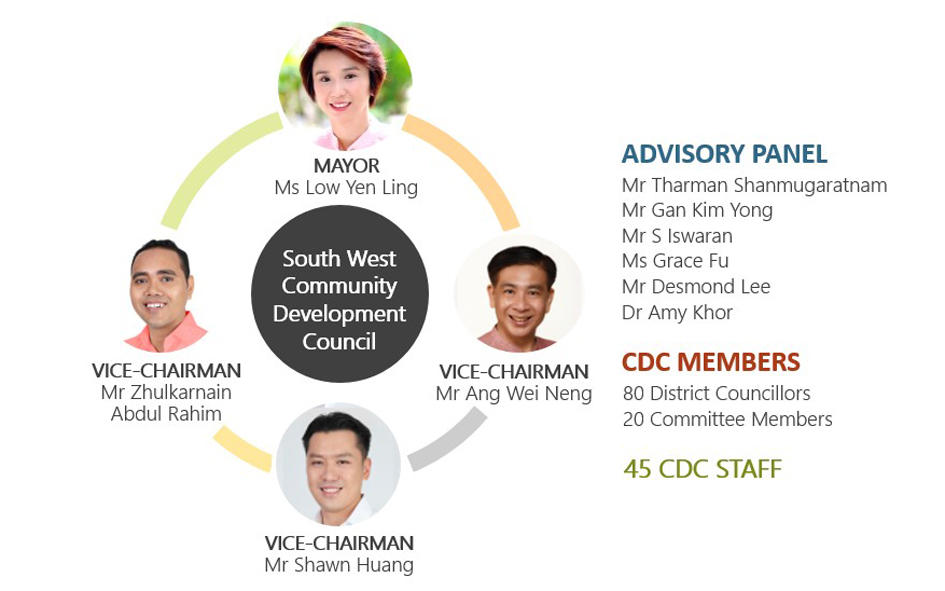 MAYOR
Ms Low Yen Ling
South West
Community
Development
Council
VICE-CHAIRMAN
Mr Zhulkarnain
Abdul Rahim
VICE-CHAIRMAN
Mr Ang Wei Neng
VICE-CHAIRMAN
Mr Shawn Huang
ADVISORY PANEL
Mr Tharman Shanmugaratnam
Mr Gan Kim Yong
Mr S Iswaran
Ms Grace Fu
Mr Desmond Lee
Dr Amy Khor
CDC MEMBERS
80 District Councillors
20 Committee Members
45 CDC STAFF